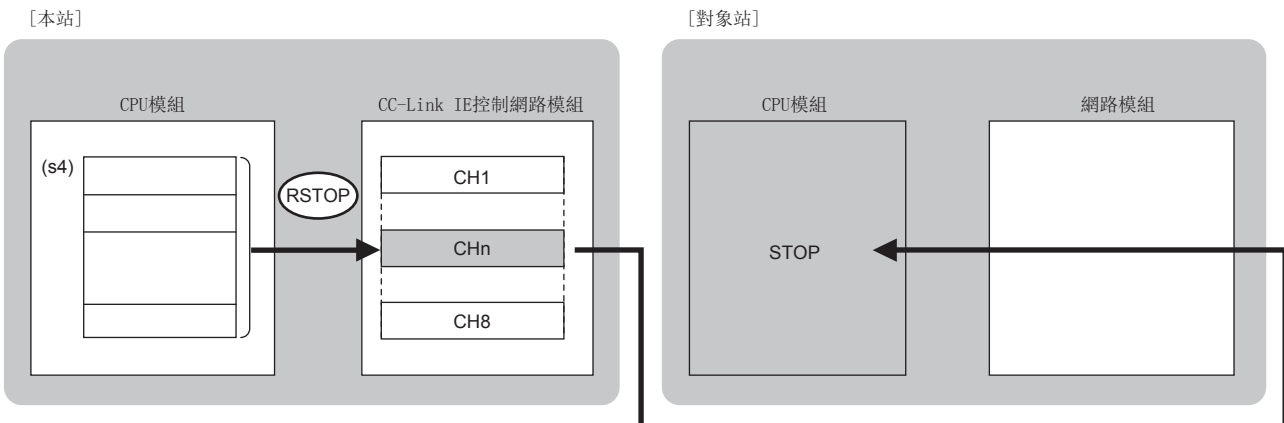 [本站]
CPU模組
CC-Link IE控制網路模組
(s4)
RSTOP
CH1
CHn
CH8
[對象站]
CPU模組
網路模組
STOP